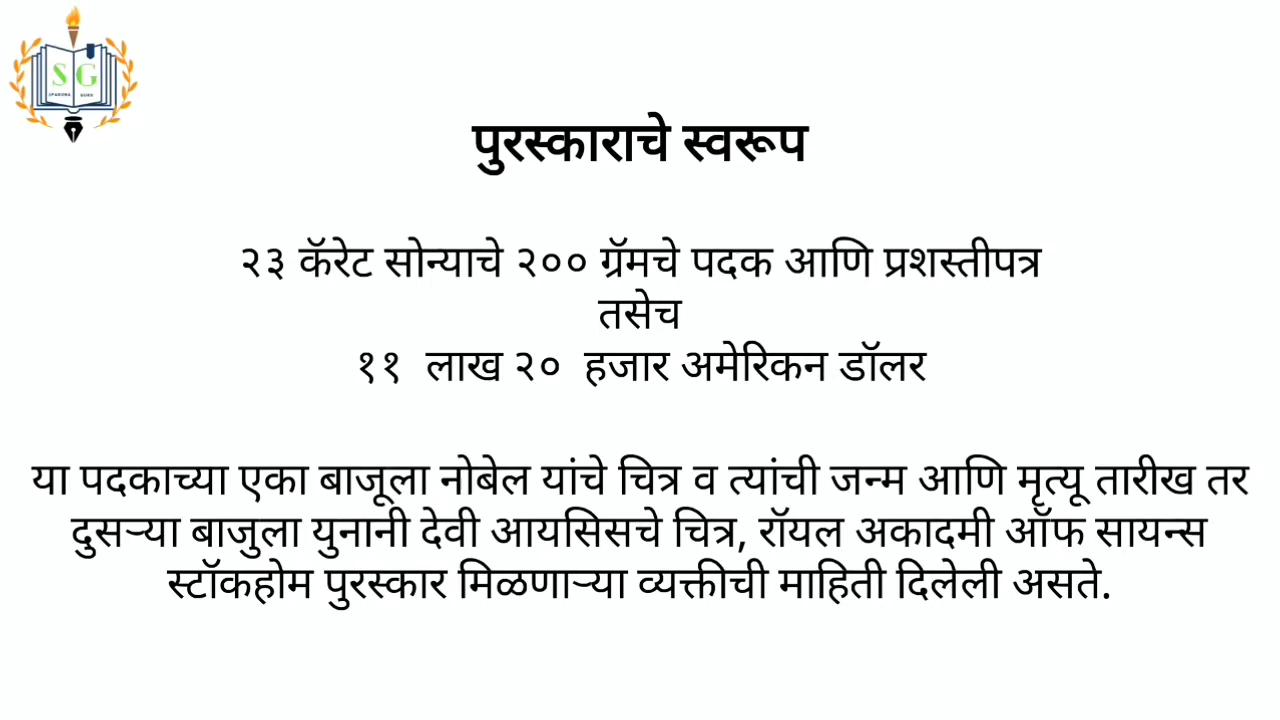 S G
पुरस्काराचे स्वरूप
२३ कॅरेट सोन्याचे २०० ग्रॅमचे पदक आणि प्रशस्तीपत्र
तसेच
११ लाख २० हजार अमेरिकन डॉलर
या पदकाच्या एका बाजूला नोबेल यांचे चित्र व त्यांची जन्म आणि मृत्यू तारीख तर
दुसऱ्या बाजुला युनानी देवी आयसिसचे चित्र, रॉयल अकादमी ऑफ सायन्स
स्टॉकहोम पुरस्कार मिळणाऱ्या व्यक्तीची माहिती दिलेली असते.